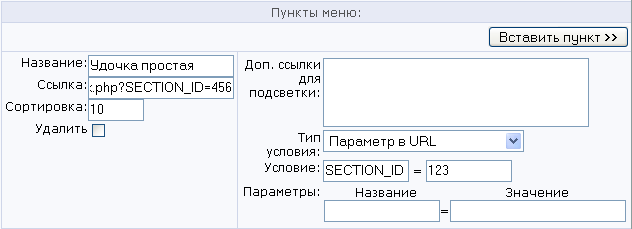 Пункты меню:
Вставить пункт >>
Название: Удочка простая
Ссылка: .php?SECTION_ID=456
Сортировка: 10
Удалить
Доп. ссылки
для
подсветки:
Тип
условия: Параметр в URL
Условие: SECTION_ID = 123
Параметры: Название Значение
=